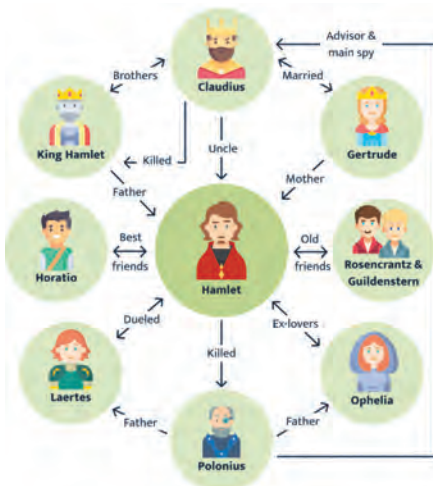 Advisor &
main spy
Brothers
Married
Claudius
King Hamlet
Killed
Uncle
Gertrude
Father
Mother
Best
friends
Old
friends
Horatio
Hamlet
Rosencrantz &
Guildenstern
Dueled
Ex-lovers
Killed
Laertes
Ophelia
Father
Father
Polonius